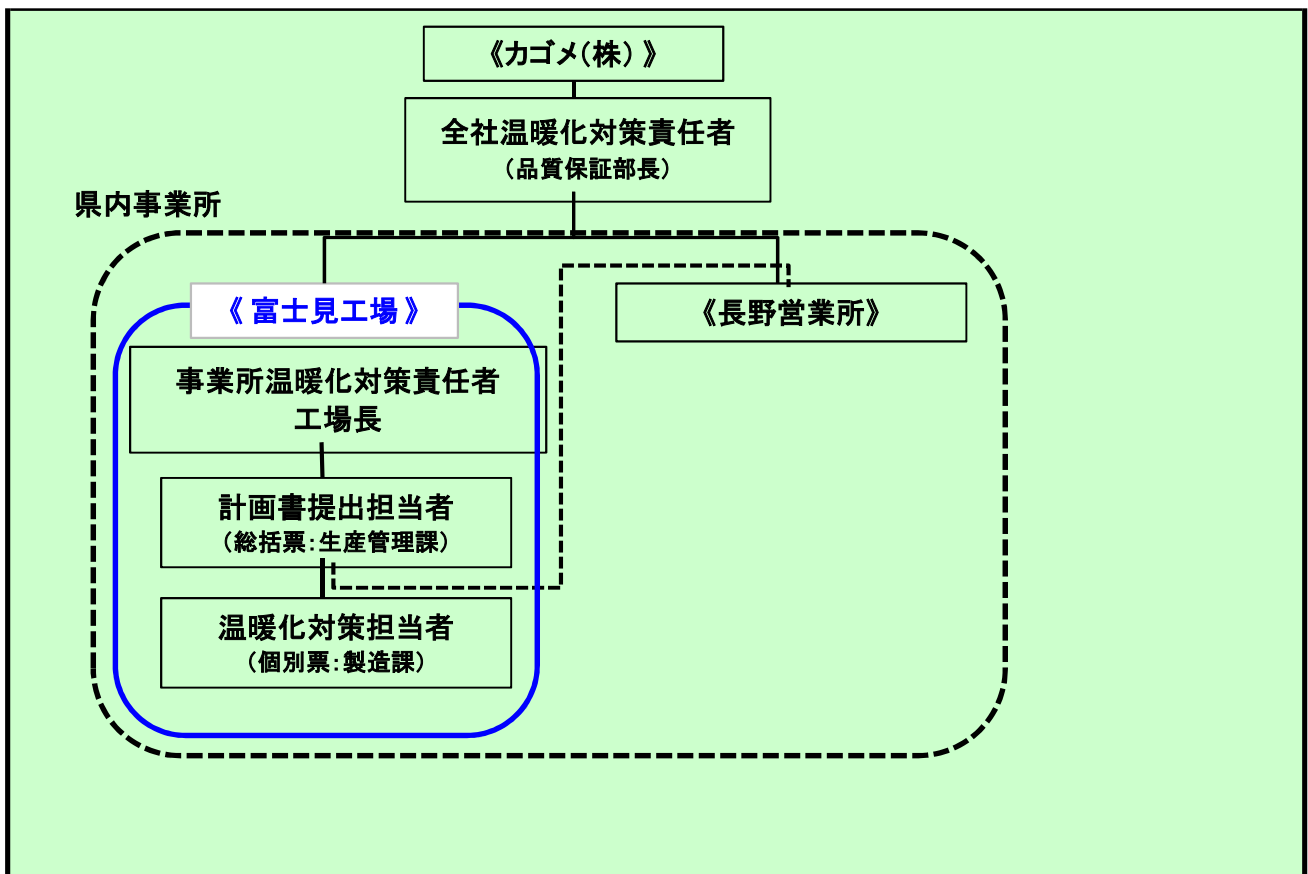 《カゴメ(株)》
全社温暖化対策責任者
(品質保証部長)
県内事業所
《富士見工場》
《長野営業所》
事業所温暖化対策責任者
工場長
計画書提出担当者
(総括票:生産管理課)
温暖化対策担当者
(個別票:製造課)